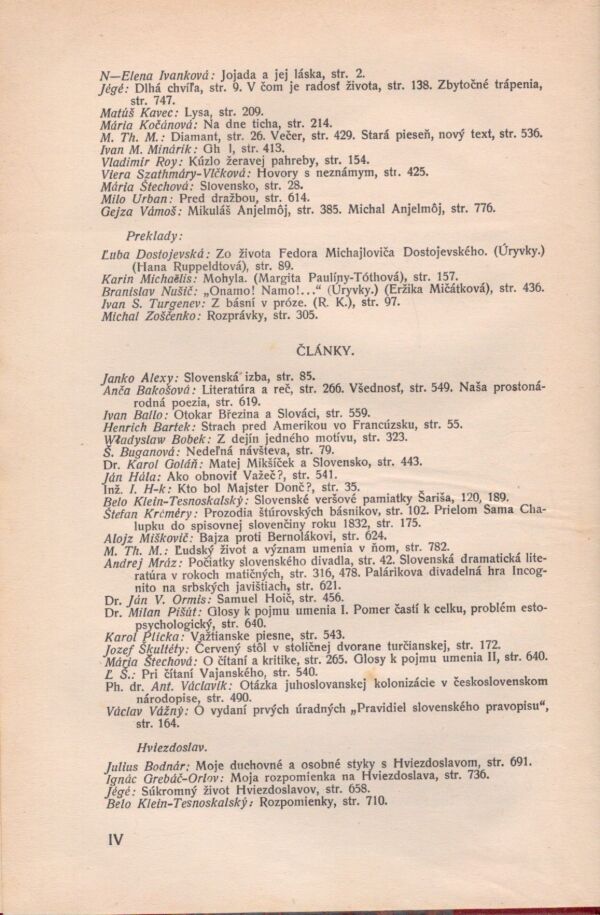 N—Elena Ivanková: Jojada a jej láska, str. 2.
Jégé: Dlhá chvíľa, str. 9. V čom je radosť života, str. 138. Zbytočné trápenia,
str. 747.
Matúš Kavec: Lysa, str. 209.
Mária Kočánová: Na dne ticha, str. 214.
M. Th. M.: Diamant, str. 26. Večer, str. 429. Stará pieseň, nový text, str. 536.
Ivan M. Minárik: Gh I, str. 413.
Vladimír Roy: Kúzlo žeravej pahreby, str. 154.
Viera Szathmáry-Vlčková: Hovory s neznámym, str. 425.
Mária Štechová: Slovensko, str. 28.
Milo Urban: Pred dražbou, str. 614.
Gejza Vámoš: Mikuláš Anjelmôj, str. 385. Michal Anjelmôj, str. 776.
Preklady:
Ľuba Dostojevská: Zo života Fedora Michajloviča Dostojevského. (Úryvky.)
(Hana Ruppeldtová), str. 89.
Karin Michaëlis: Mohyla. (Margita Paulíny-Tóthová), str. 157.
Branislav Nušič: „Onamo! Namo!...“ (Úryvky.) (Eržika Mičátková), str. 436.
Ivan S. Turgenev: Z básní v próze. (R. K.), str. 97.
Michal Zoščenko: Rozprávky, str. 305.
ČLÁNKY.
Janko Alexy: Slovenská izba, str. 85.
Anča Bakošová: Literatúra a reč, str. 266. Všednosť, str. 549. Naša prostoná-
rodná poezia, str. 619.
Ivan Ballo: Otokar Březina a Slováci, str. 559.
Henrich Bartek: Strach pred Amerikou vo Francúzsku, str. 55.
Władysław Bobek: Z dejín jedného motívu, str. 323.
Š. Buganová: Nedeľná návšteva, str. 79.
Dr. Karol Goláň: Matej Mikšíček a Slovensko, str. 443.
Ján Hála: Ako obnoviť Važeč?, str. 541.
Inž. I. H-k: Kto bol Majster Donč?, str. 35.
Belo Klein-Tesnoskalský: Slovenské veršové pamiatky Šariša, 120, 189.
Štefan Krčméry: Prozodia štúrovských básnikov, str. 102. Prielom Sama Cha-
lupku do spisovnej slovenčiny roku 1832, str. 175.
Alojz Miškovič: Bajza proti Bernolákovi, str. 624.
M. Th. M.: Ľudský život a význam umenia v ňom, str. 782.
Andrej Mráz: Počiatky slovenského divadla, str. 42. Slovenská dramatická lite-
ratúra v rokoch matičných, str. 316, 478. Palárikova divadelná hra Incog-
nito na srbských javištiach, str. 621.
Dr. Ján V. Ormis: Samuel Hoič, str. 456.
Dr. Milan Pišút: Glosy k pojmu umenia I. Pomer častí k celku, problém esto-
psychologický, str. 640.
Karol Plicka: Važtianske piesne, str. 543.
Jozef Škultéty: Červený stôl v stoličnej dvorane turčianskej, str. 172.
Mária Štechová: O čítaní a kritike, str. 265. Glosy k pojmu umenia II, str. 640.
Ľ Š.: Pri čítaní Vajanského, str. 540.
Ph. dr. Ant. Václavík: Otázka juhoslovanskej kolonizácie v československom
národopise, str. 490.
Václav Vážný: O vydaní prvých úradných „Pravidiel slovenského pravopisu“,
str. 164.
Hviezdoslav.
Julius Bodnár: Moje duchovné a osobné styky s Hviezdoslavom, str. 691.
Ignác Grebáč-Orlov: Moja rozpomienka na Hviezdoslava, str. 736.
Jégé: Súkromný život Hviezdoslavov, str. 658.
Belo Klein-Tesnoskalský: Rozpomienky, str. 710.
IV